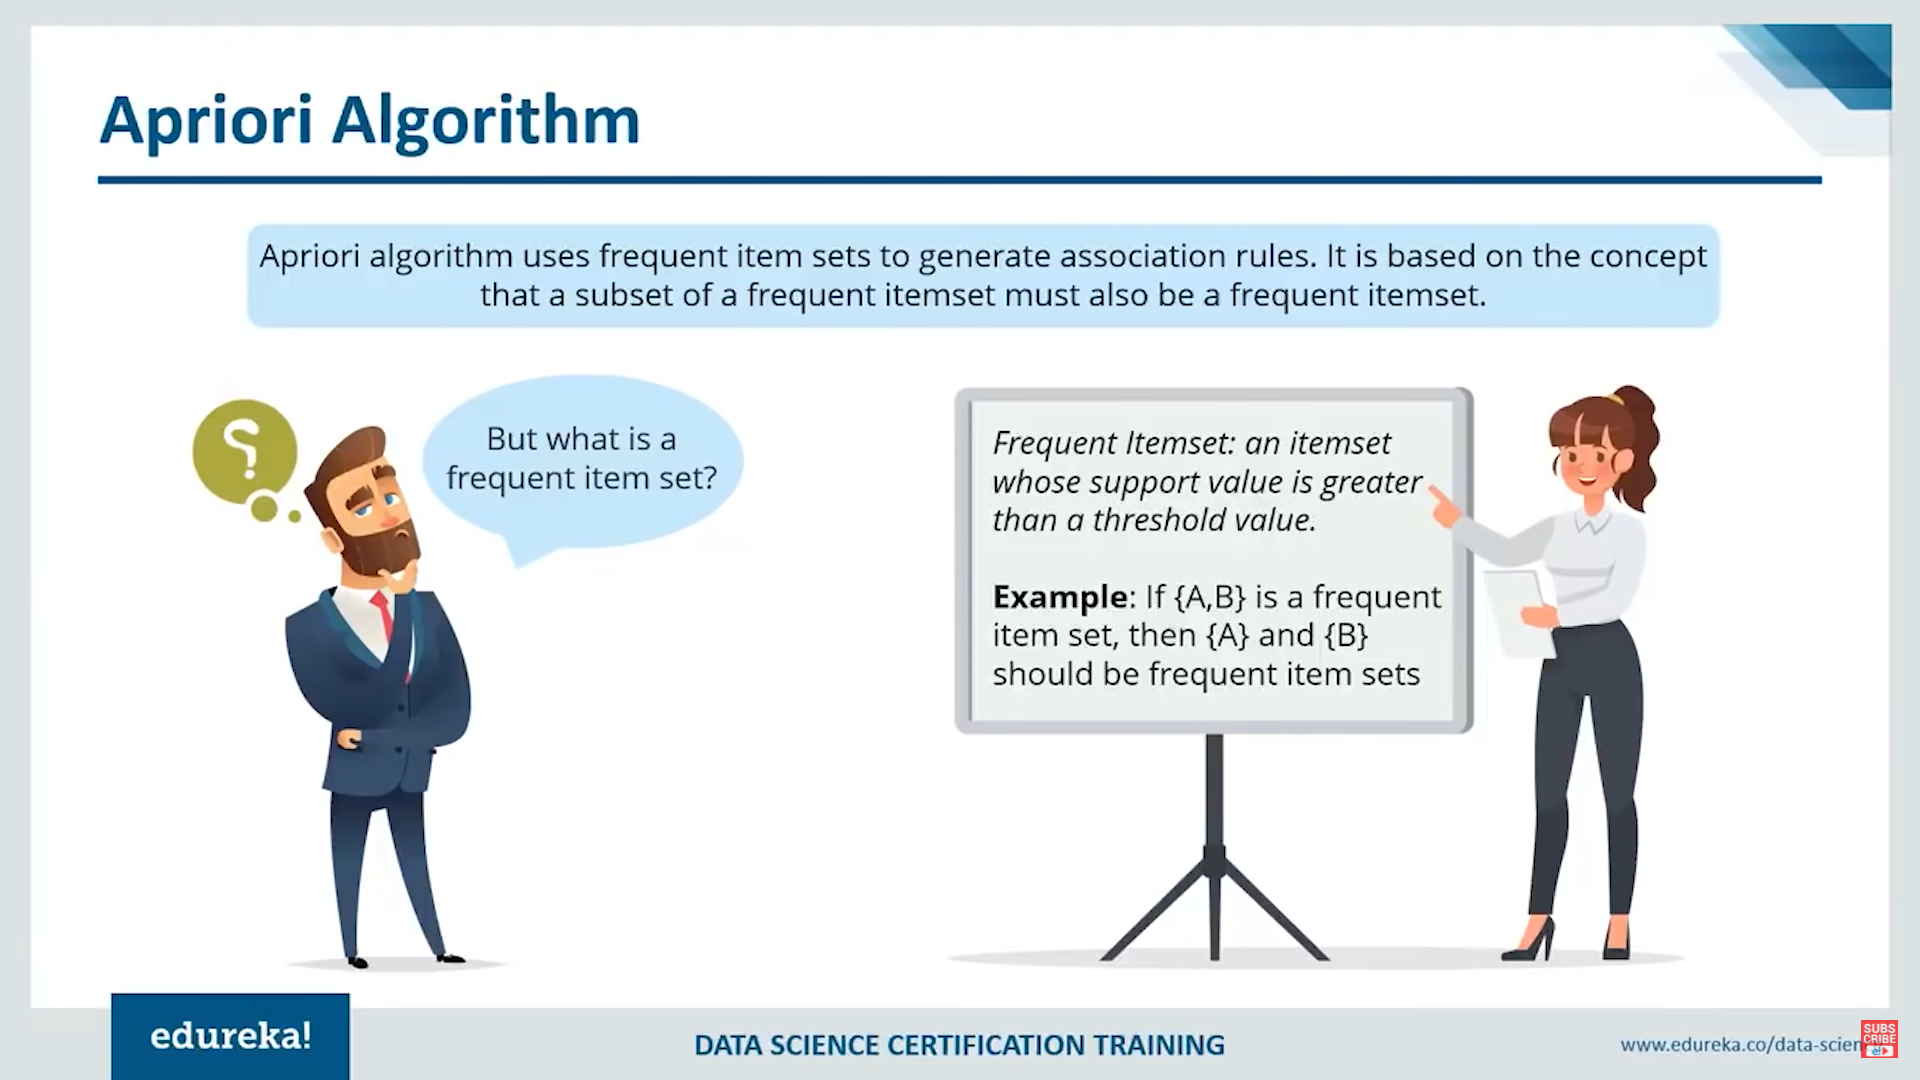 Apriori Algorithm
Apriori algorithm uses frequent item sets to generate association rules. It is based on the concept
that a subset of a frequent itemset must also be a frequent itemset.
But what is a
frequent item set?
Frequent Itemset: an itemset
whose support value is greater
than a threshold value.
Example: If {A,B} is a frequent
item set, then {A} and {B}
should be frequent item sets
edureka!
DATA SCIENCE CERTIFICATION TRAINING
www.edureka.co/data-scien
SUBS
CRIBE
e!